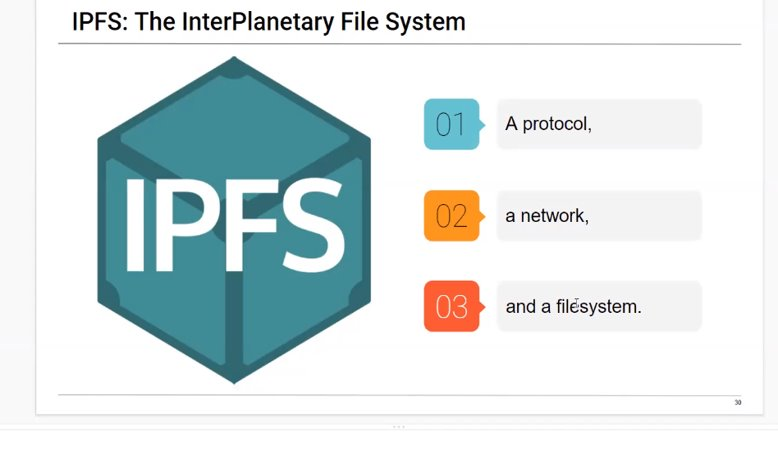 IPFS: The InterPlanetary File System
IPFS
01
A protocol,
02
a network,
03
and a filesystem.
30